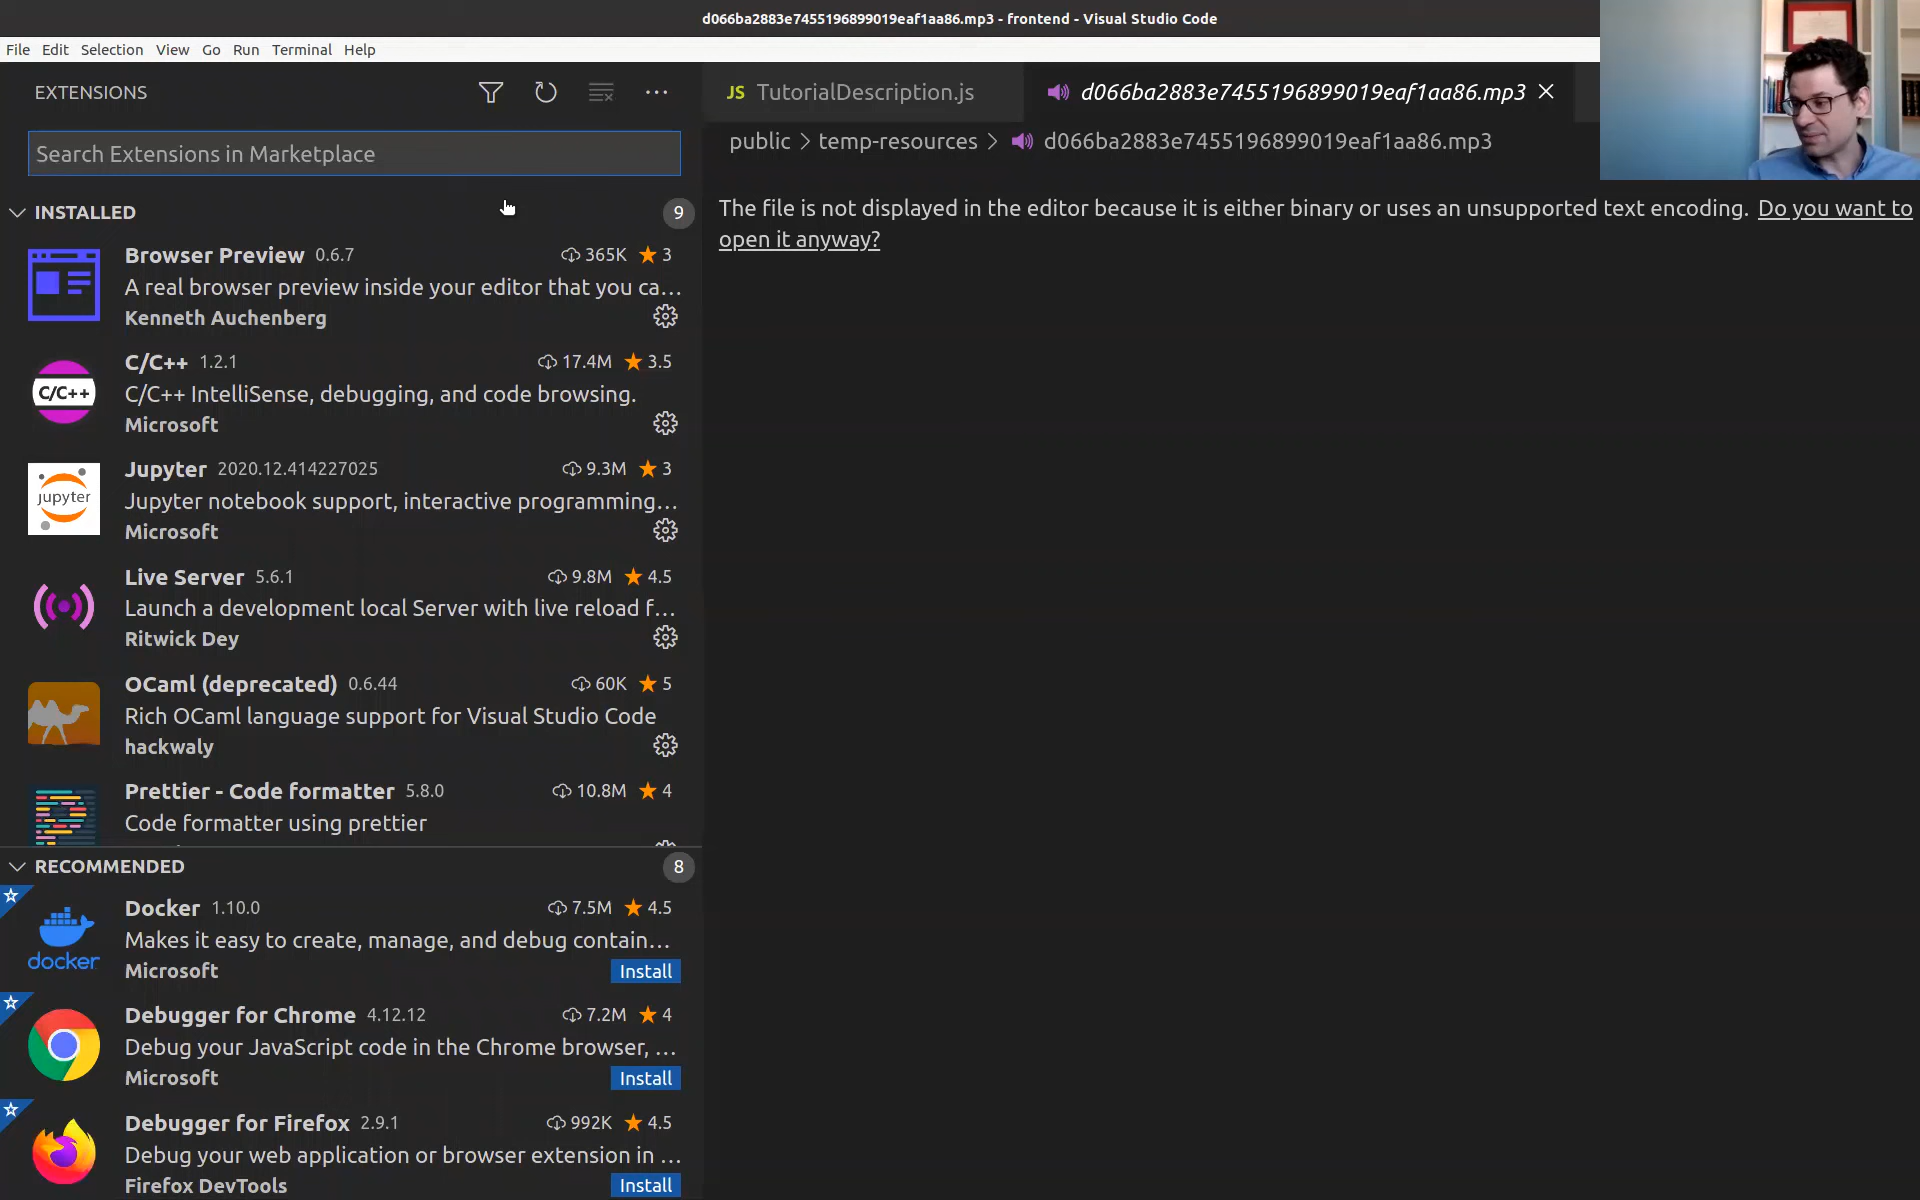 d066ba2883e7455196899019eaf1aa86.mp3 - frontend - Visual Studio Code
File Edit Selection View Go Run Terminal Help
EXTENSIONS
Search Extensions in Marketplace
INSTALLED 9
Browser Preview 0.6.7 365K ★ 3
A real browser preview inside your editor that you ca...
Kenneth Auchenberg
C/C++
C/C++ 1.2.1 17.4M ★ 3.5
C/C++ IntelliSense, debugging, and code browsing.
Microsoft
jupyter
Jupyter 2020.12.414227025 9.3M ★ 3
Jupyter notebook support, interactive programming...
Microsoft
Live Server 5.6.1 9.8M ★ 4.5
Launch a development local Server with live reload f...
Ritwick Dey
OCaml (deprecated) 0.6.44 60K ★ 5
Rich OCaml language support for Visual Studio Code
hackwaly
Prettier - Code formatter 5.8.0 10.8M ★ 4
Code formatter using prettier
RECOMMENDED 8
docker
Docker 1.10.0 7.5M ★ 4.5
Makes it easy to create, manage, and debug contain...
Microsoft Install
Debugger for Chrome 4.12.12 7.2M ★ 4
Debug your JavaScript code in the Chrome browser, ...
Microsoft Install
Debugger for Firefox 2.9.1 992K ★ 4.5
Debug your web application or browser extension in ...
Firefox DevTools Install
JS TutorialDescription.js
d066ba2883e7455196899019eaf1aa86.mp3
public > temp-resources > d066ba2883e7455196899019eaf1aa86.mp3
The file is not displayed in the editor because it is either binary or uses an unsupported text encoding. Do you want to
open it anyway?